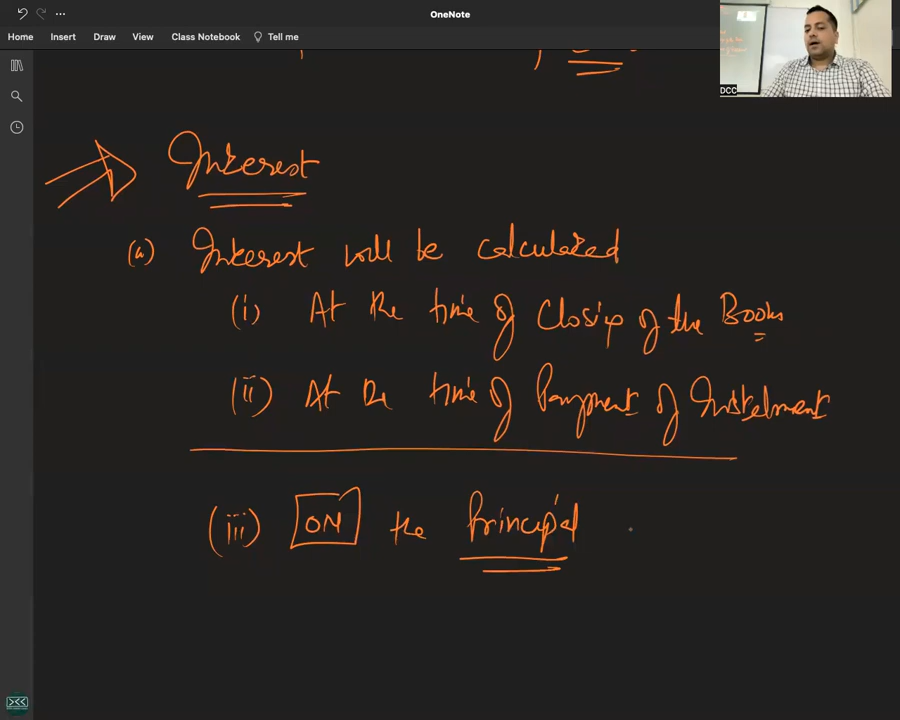 OneNote
Home Insert Draw View Class Notebook Tell me
DCC
Interest
(a) Interest will be calculated
(i) At the time of Closing of the Books
(ii) At the time of Payment of Instalment
(iii) ON the Principal